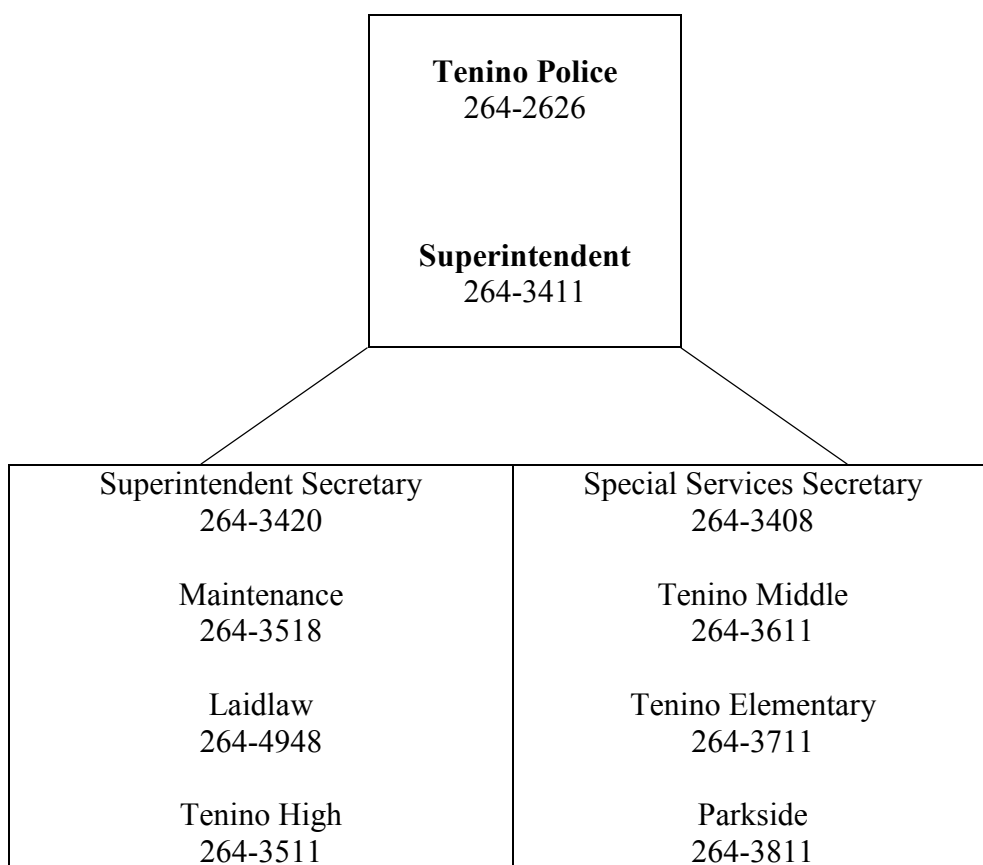 Tenino Police
264-2626
Superintendent
264-3411
Superintendent Secretary
264-3420
Maintenance
264-3518
Laidlaw
264-4948
Tenino High
264-3511
Special Services Secretary
264-3408
Tenino Middle
264-3611
Tenino Elementary
264-3711
Parkside
264-3811